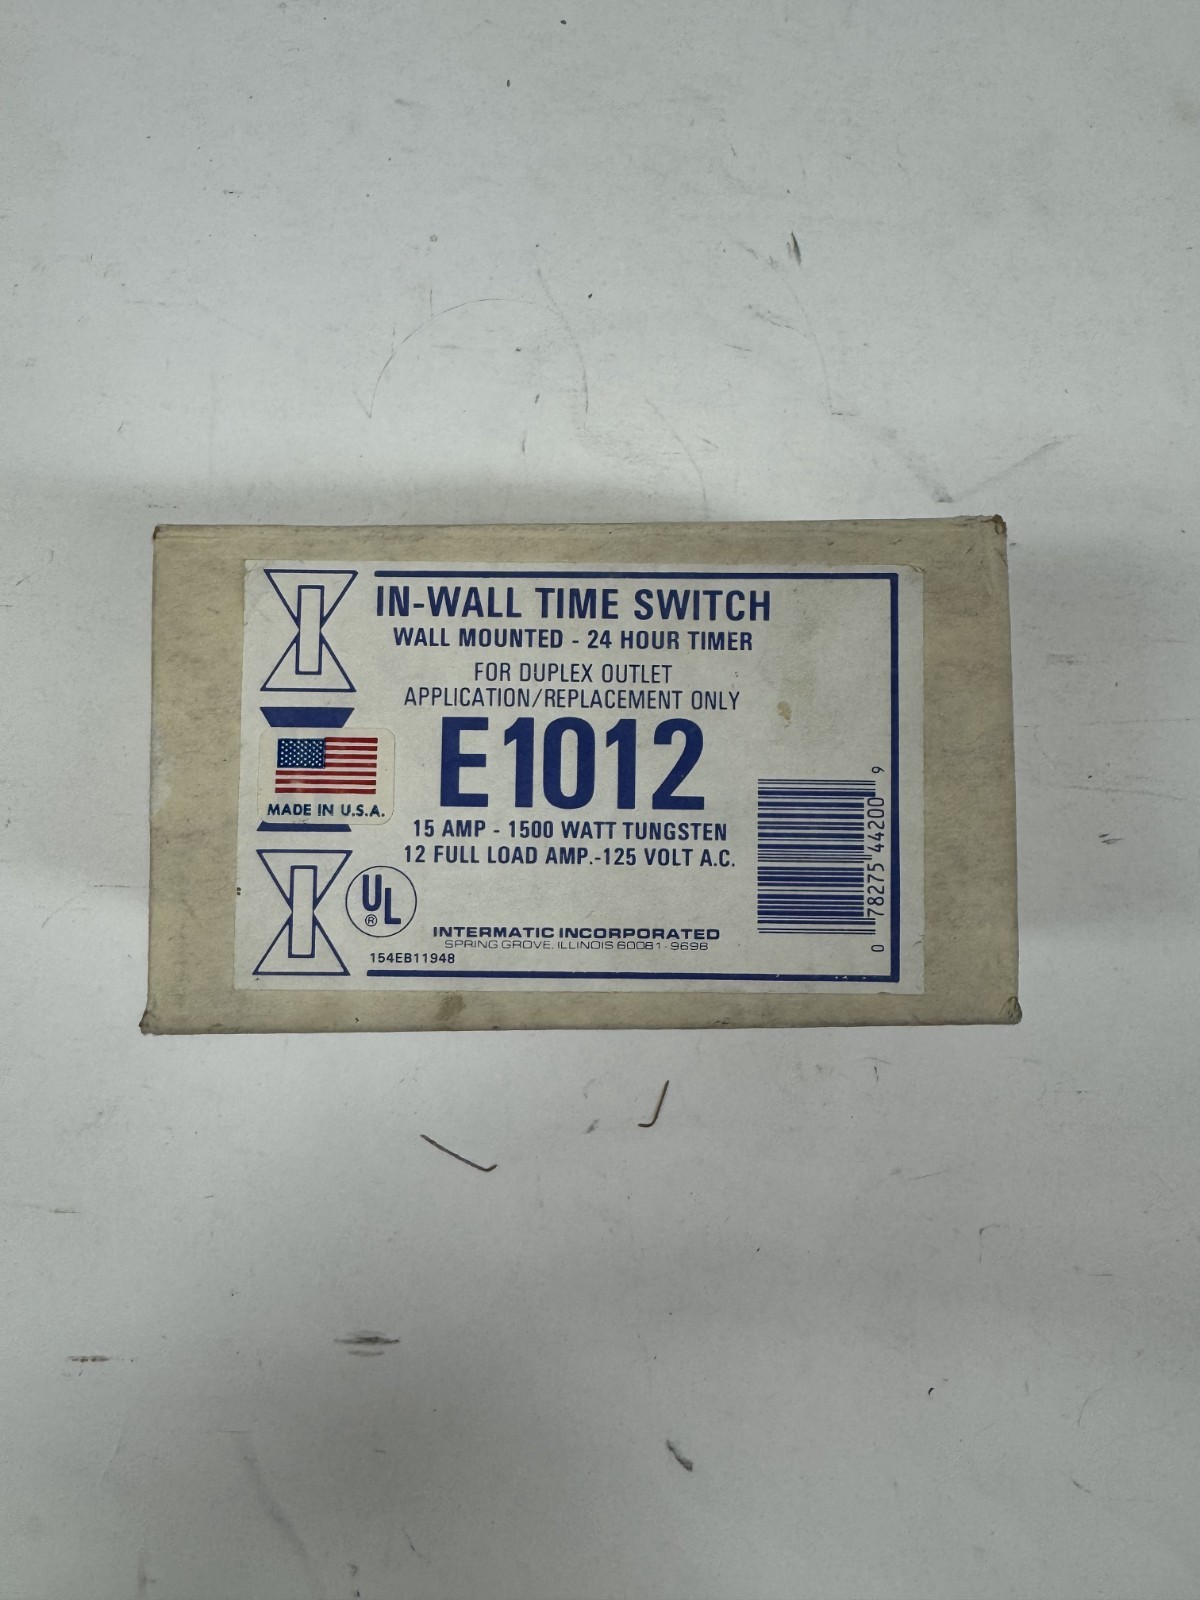 IN-WALL TIME SWITCH
WALL MOUNTED - 24 HOUR TIMER
FOR DUPLEX OUTLET
APPLICATION/REPLACEMENT ONLY
E1012
MADE IN U.S.A.
15 AMP - 1500 WATT TUNGSTEN
12 FULL LOAD AMP.-125 VOLT A.C.
UL
®
INTERMATIC INCORPORATED
SPRING GROVE, ILLINOIS 60081-9698
154EB11948
0 78275 44200 9